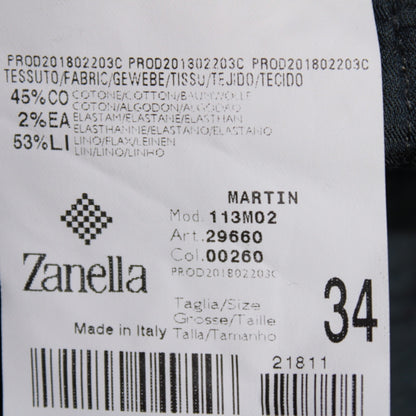 PROD201802203C PROD201802203C PROD201802203C
TESSUTO/FABRIC/GEWEBE/TISSU/TEJIDO/TECIDO
45%CO COTONE/COTTON/BAUMWOLLE
COTON/ALGODON/ALGODAO
2%EA ELASTAM/ELASTANE/ELASTHAN
ELASTHANNE/ELASTANO/ELASTANO
53%LI LINO/FLAX/LEINEN
LIN/LINO/LINHO
MARTIN
Mod. 113M02
Art. 29660
Col. 00260
PROD201802203C
Zanella
Taglia/Size
Grosse/Taille
Talla/Tamanho
34
Made in Italy
21811